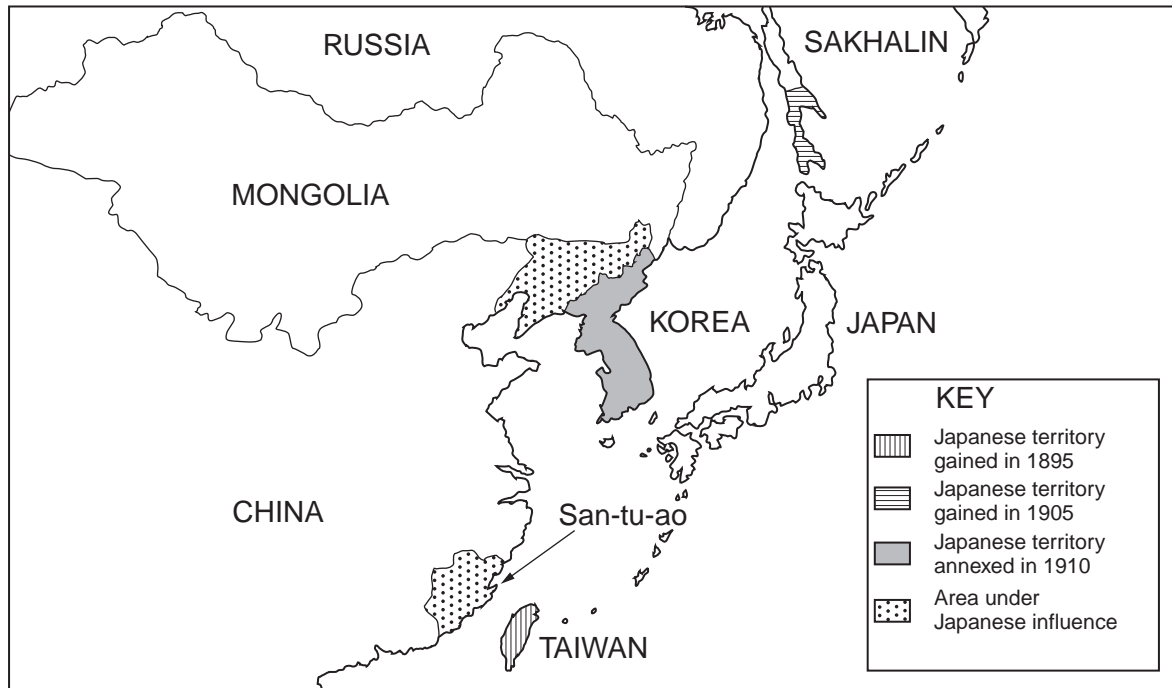 RUSSIA
SAKHALIN
MONGOLIA
KOREA
JAPAN
CHINA
San-tu-ao
TAIWAN
KEY
Japanese territory
gained in 1895
Japanese territory
gained in 1905
Japanese territory
annexed in 1910
Area under
Japanese influence